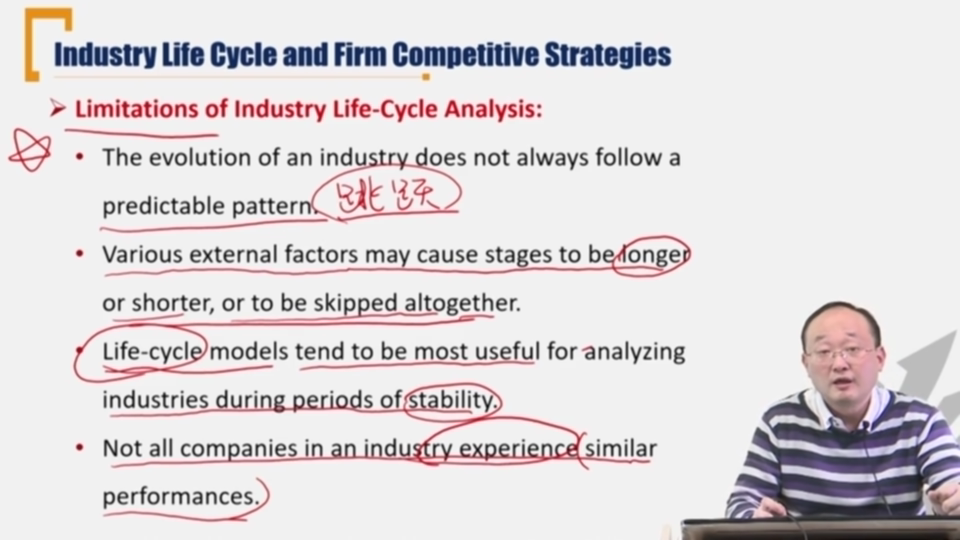 Industry Life Cycle and Firm Competitive Strategies
➢ Limitations of Industry Life-Cycle Analysis:
• The evolution of an industry does not always follow a
predictable pattern. 跳跃
• Various external factors may cause stages to be longer
or shorter, or to be skipped altogether.
• Life-cycle models tend to be most useful for analyzing
industries during periods of stability.
• Not all companies in an industry experience similar
performances.